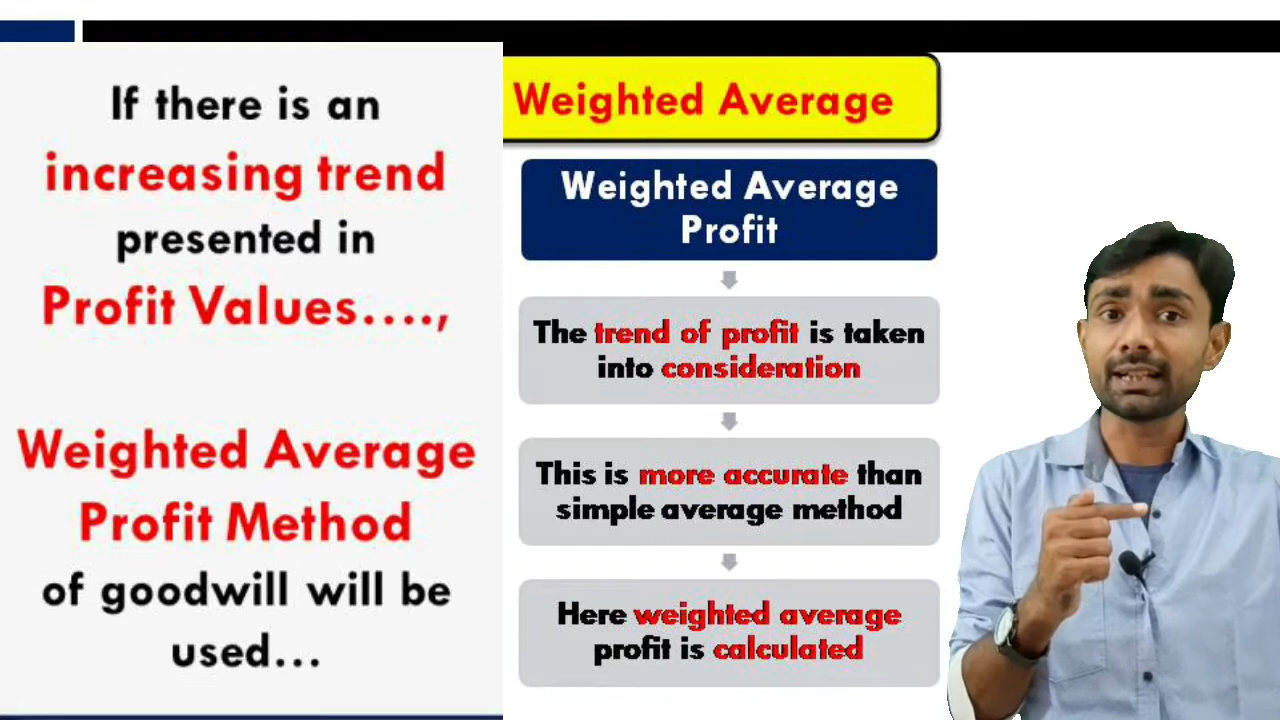 If there is an
increasing trend
presented in
Profit Values....,
Weighted Average
Profit Method
of goodwill will be
used...
Weighted Average
Weighted Average
Profit
The trend of profit is taken
into consideration
This is more accurate than
simple average method
Here weighted average
profit is calculated